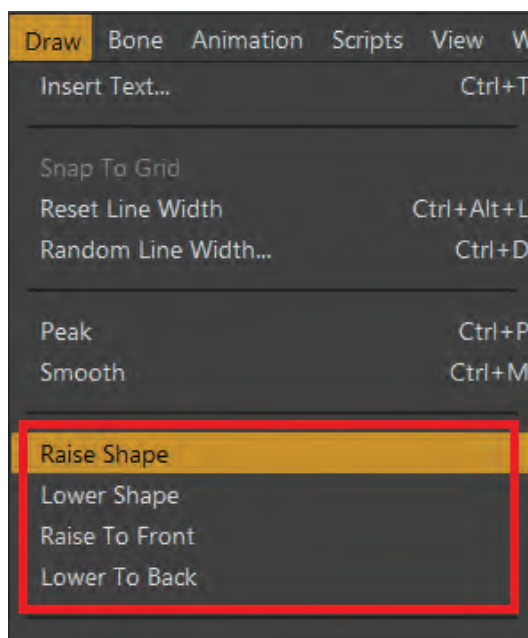 Draw Bone Animation Scripts View
Insert Text... Ctrl+T
Snap To Grid
Reset Line Width Ctrl+Alt+L
Random Line Width... Ctrl+D
Peak Ctrl+P
Smooth Ctrl+M
Raise Shape
Lower Shape
Raise To Front
Lower To Back